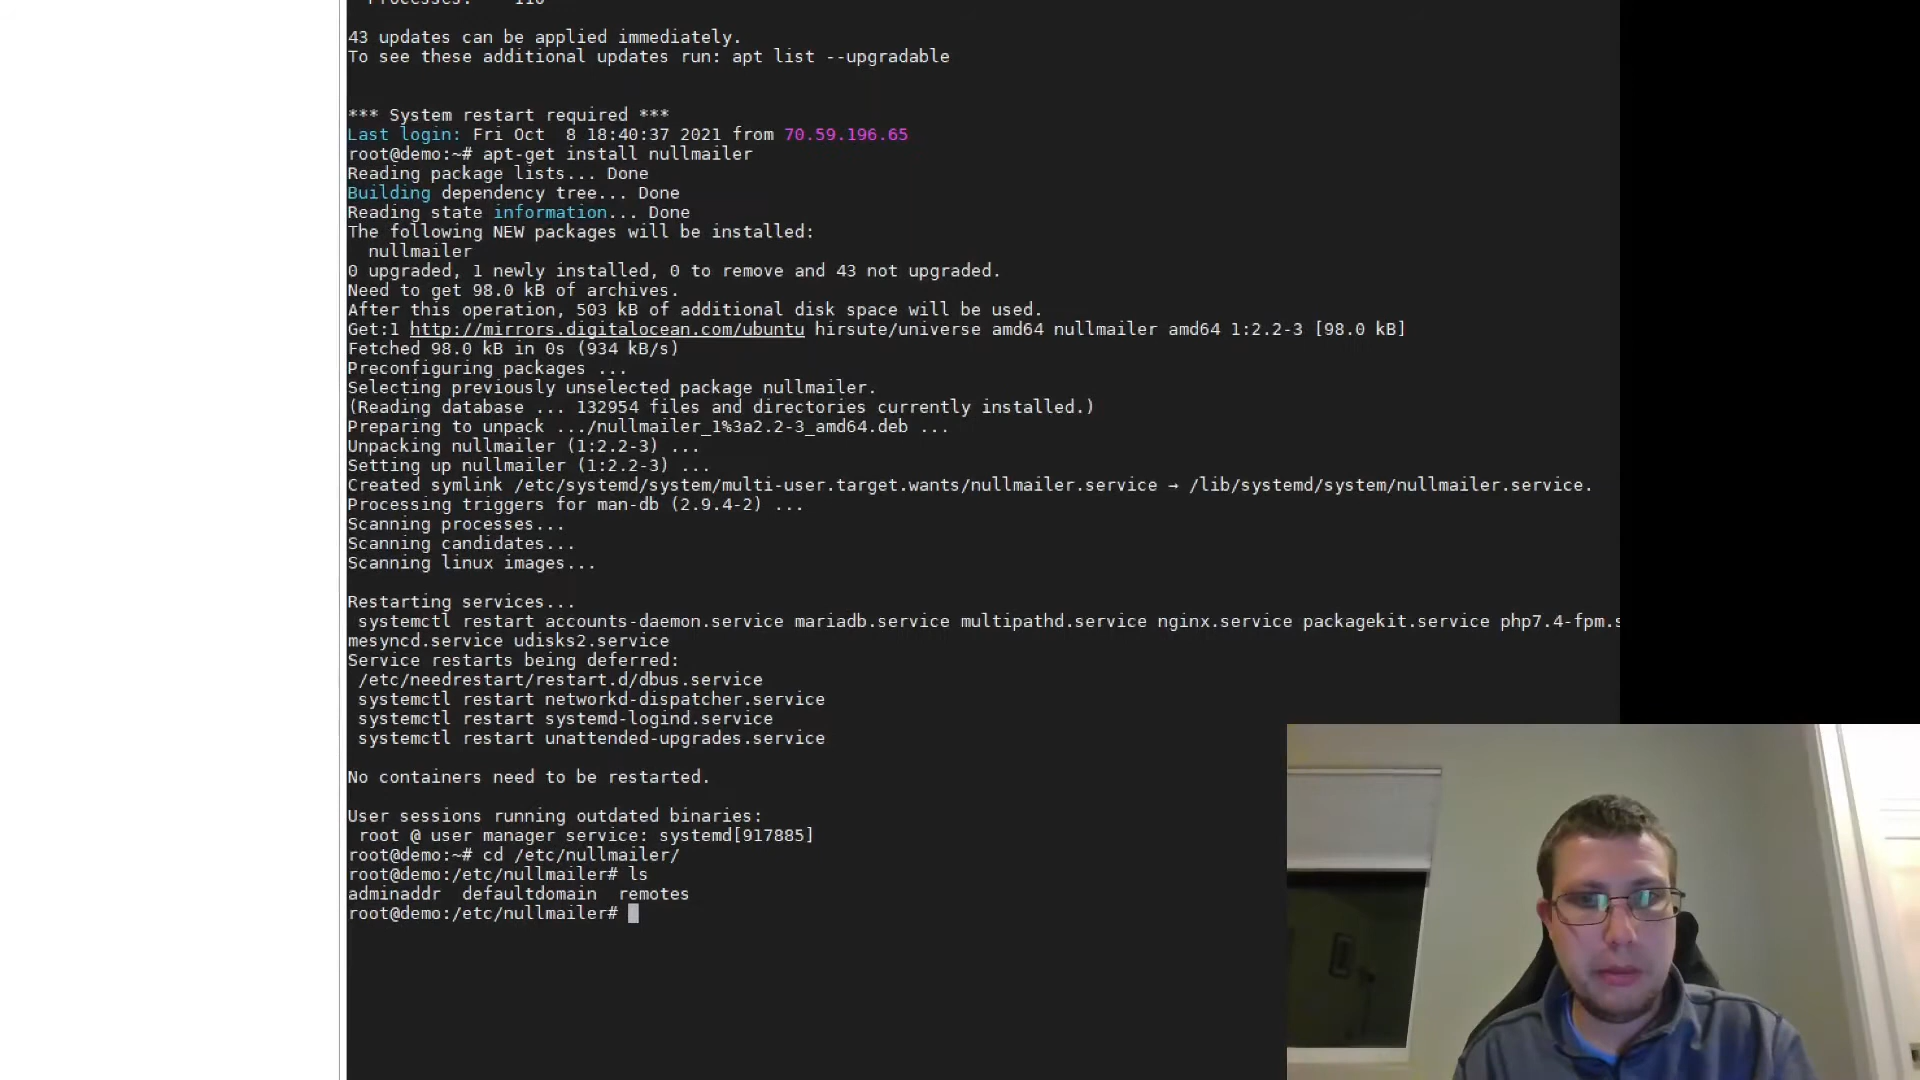 43 updates can be applied immediately.
To see these additional updates run: apt list --upgradable
*** System restart required ***
Last login: Fri Oct  8 18:40:37 2021 from 70.59.196.65
root@demo:~# apt-get install nullmailer
Reading package lists... Done
Building dependency tree... Done
Reading state information... Done
The following NEW packages will be installed:
  nullmailer
0 upgraded, 1 newly installed, 0 to remove and 43 not upgraded.
Need to get 98.0 kB of archives.
After this operation, 503 kB of additional disk space will be used.
Get:1 http://mirrors.digitalocean.com/ubuntu hirsute/universe amd64 nullmailer amd64 1:2.2-3 [98.0 kB]
Fetched 98.0 kB in 0s (934 kB/s)
Preconfiguring packages ...
Selecting previously unselected package nullmailer.
(Reading database ... 132954 files and directories currently installed.)
Preparing to unpack .../nullmailer_1%3a2.2-3_amd64.deb ...
Unpacking nullmailer (1:2.2-3) ...
Setting up nullmailer (1:2.2-3) ...
Created symlink /etc/systemd/system/multi-user.target.wants/nullmailer.service → /lib/systemd/system/nullmailer.service.
Processing triggers for man-db (2.9.4-2) ...
Scanning processes...
Scanning candidates...
Scanning linux images...
Restarting services...
 systemctl restart accounts-daemon.service mariadb.service multipathd.service nginx.service packagekit.service php7.4-fpm.s
mesyncd.service udisks2.service
Service restarts being deferred:
 /etc/needrestart/restart.d/dbus.service
 systemctl restart networkd-dispatcher.service
 systemctl restart systemd-logind.service
 systemctl restart unattended-upgrades.service
No containers need to be restarted.
User sessions running outdated binaries:
 root @ user manager service: systemd[917885]
root@demo:~# cd /etc/nullmailer/
root@demo:/etc/nullmailer# ls
adminaddr  defaultdomain  remotes
root@demo:/etc/nullmailer#